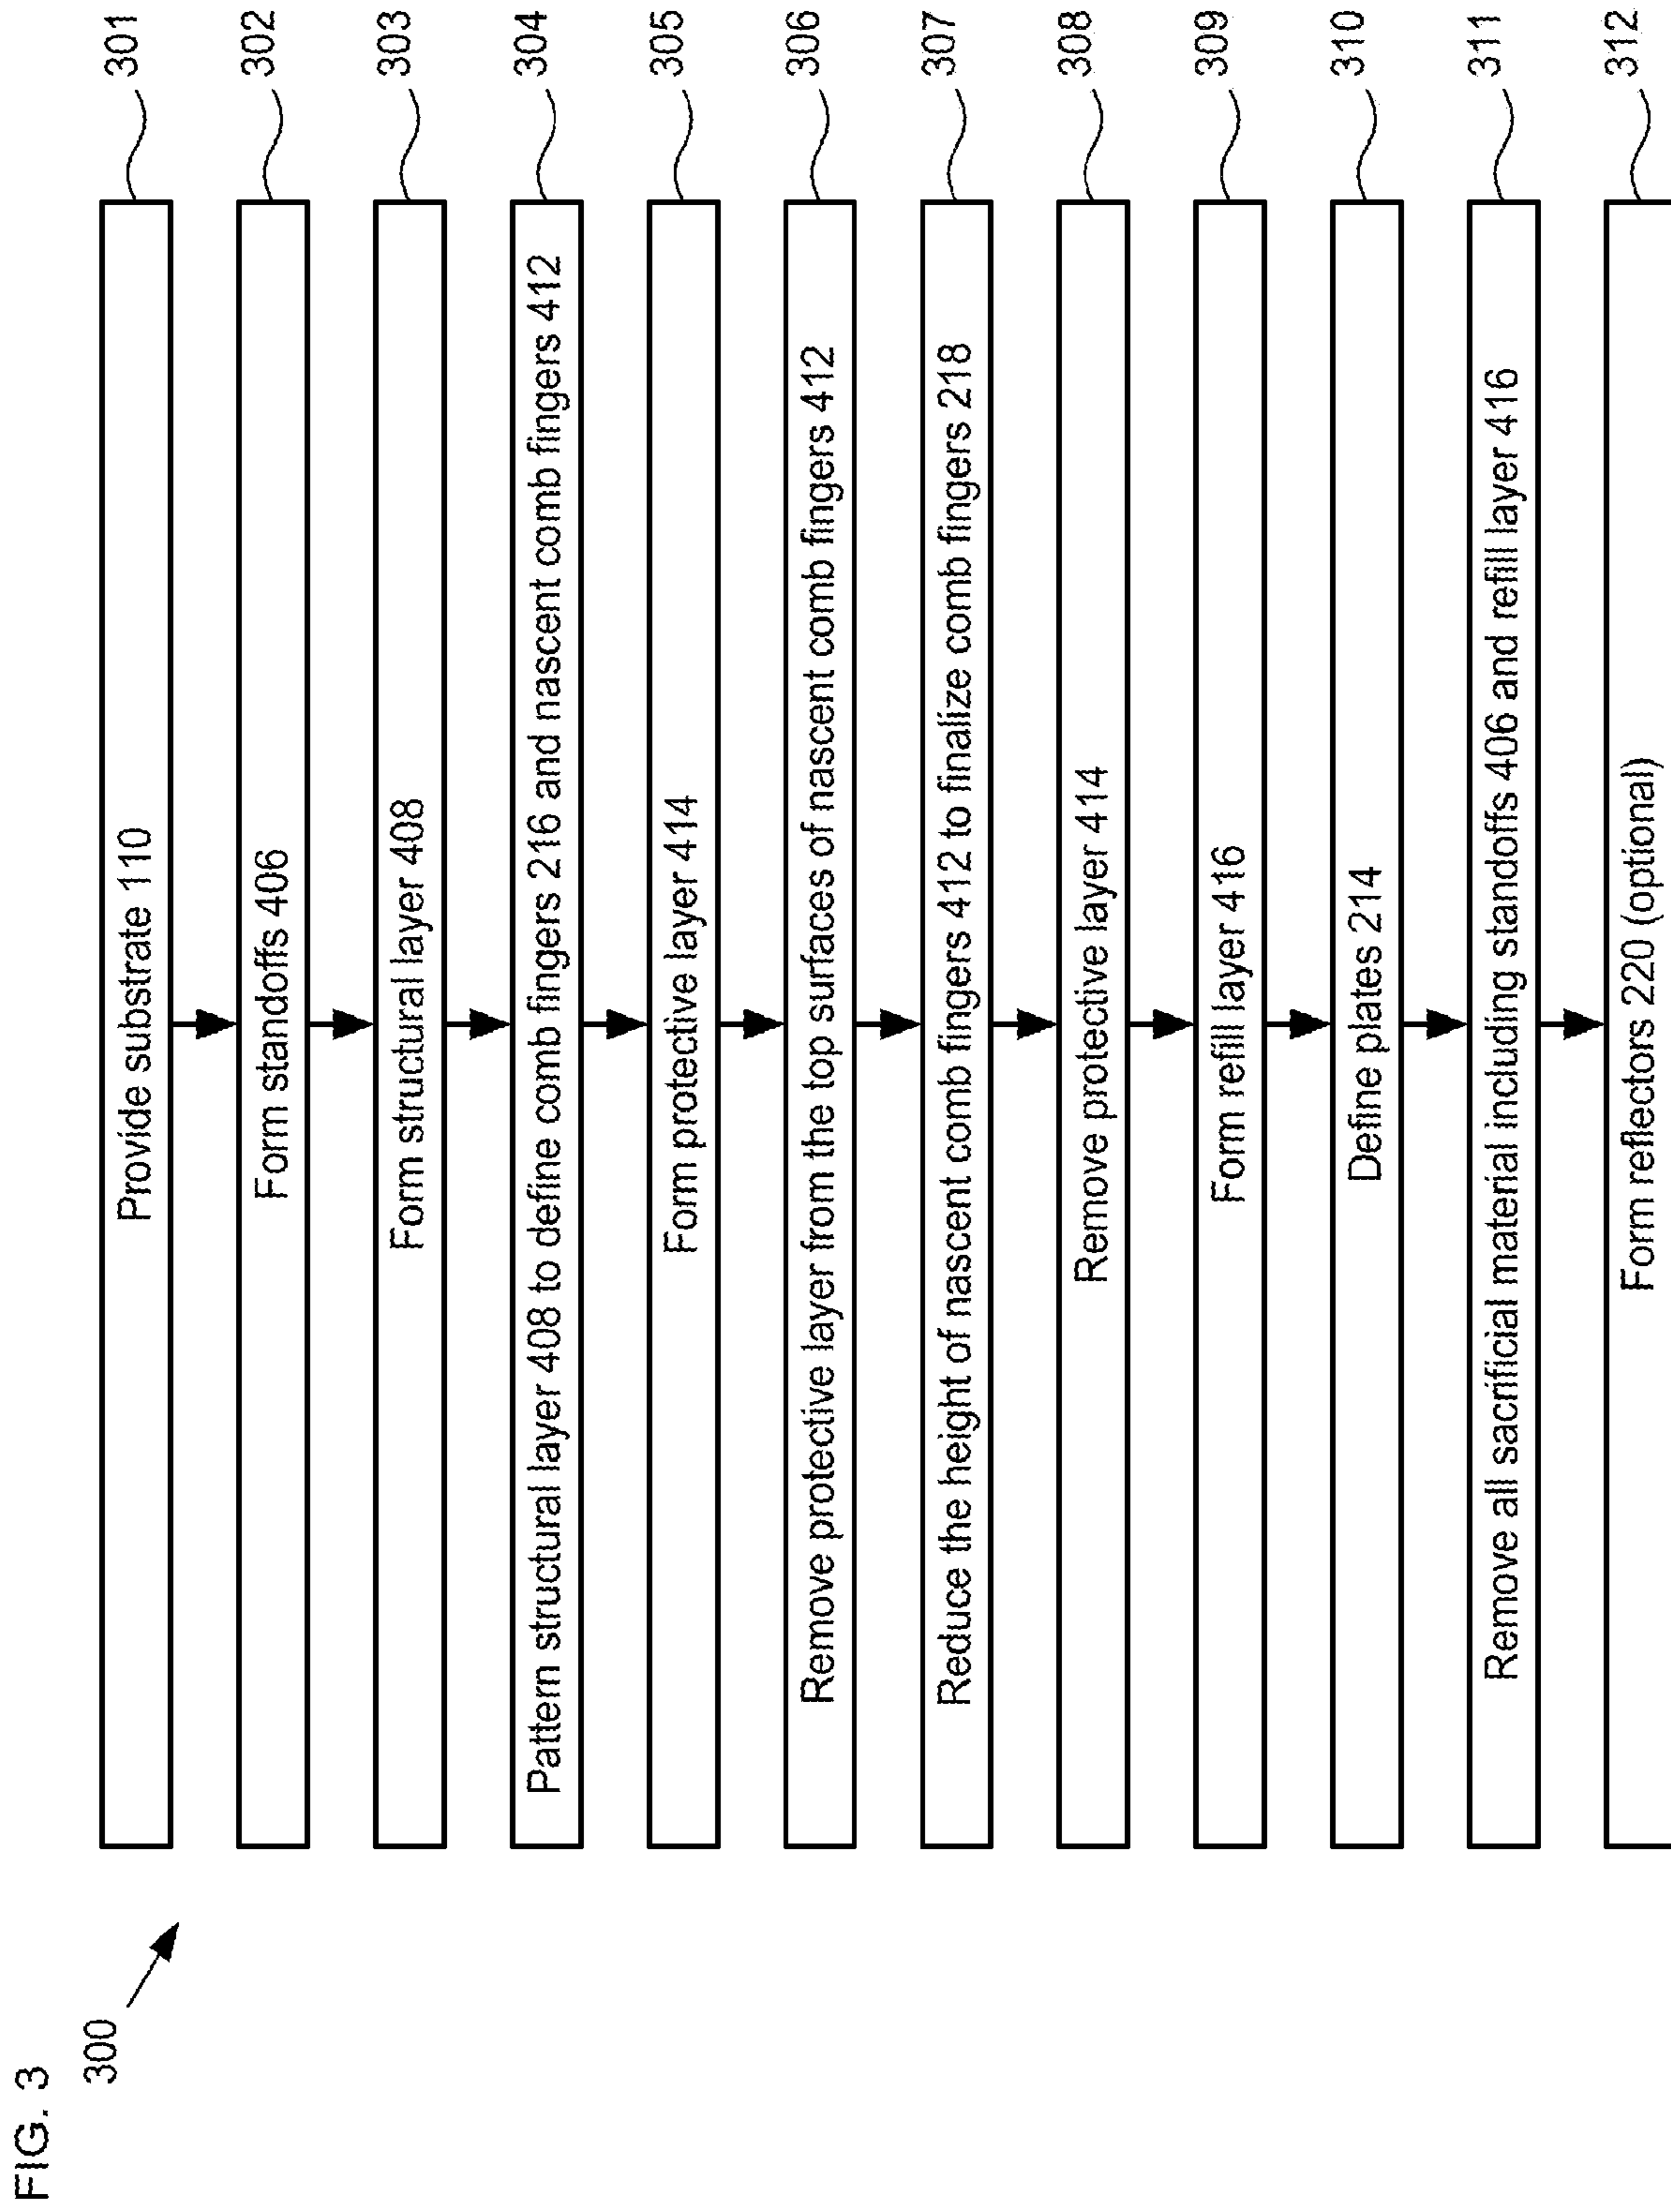 FIG. 3
300
Provide substrate 110
301
Form standoffs 406
302
Form structural layer 408
303
Pattern structural layer 408 to define comb fingers 216 and nascent comb fingers 412
304
Form protective layer 414
305
Remove protective layer from the top surfaces of nascent comb fingers 412
306
Reduce the height of nascent comb fingers 412 to finalize comb fingers 218
307
Remove protective layer 414
308
Form refill layer 416
309
Define plates 214
310
Remove all sacrificial material including standoffs 406 and refill layer 416
311
Form reflectors 220 (optional)
312